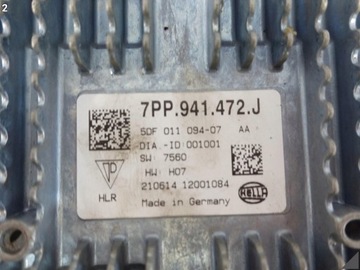 2
7PP.941.472.J
5DF 011 094-07 AA
DIA.-ID 001001
SW 7560
HW H07
HLR
210614 12001084
Made in Germany
HELLA